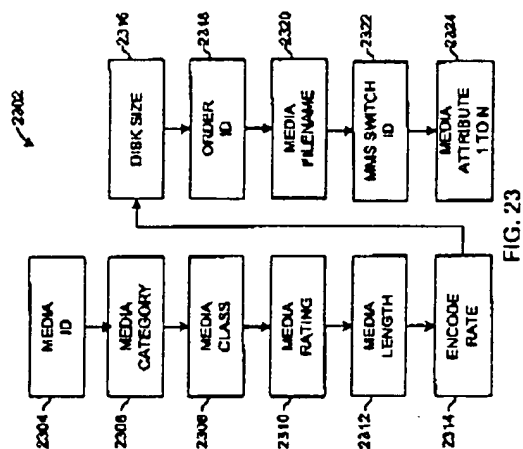 2302
2304
MEDIA
ID
2306
MEDIA
CATEGORY
2308
MEDIA
CLASS
2310
MEDIA
RATING
2312
MEDIA
LENGTH
2314
ENCODE
RATE
DISK SIZE
2316
ORDER
ID
2318
MEDIA
FILENAME
2320
MMS SWITCH
ID
2322
MEDIA
ATTRIBUTE
1 TO N
2324
FIG. 23